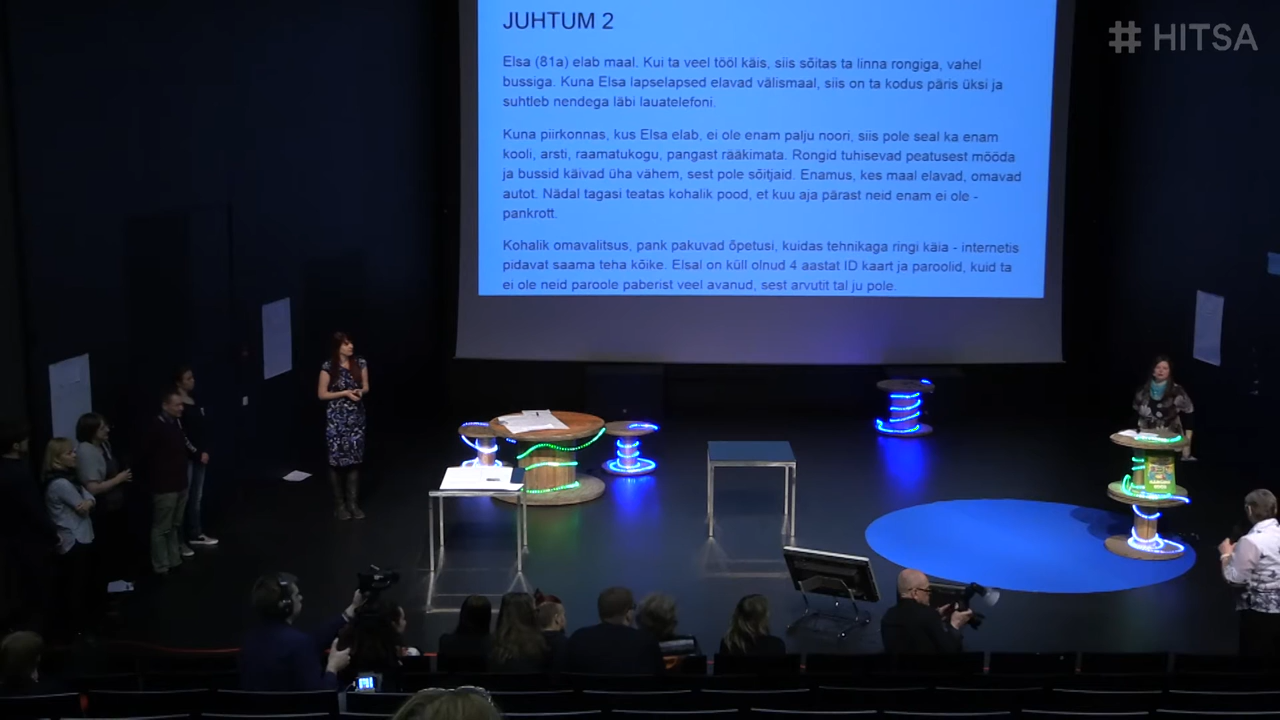 JUHTUM 2
# HITSA
Elsa (81a) elab maal. Kui ta veel tööl käis, siis sõitas ta linna rongiga, vahel
bussiga. Kuna Elsa lapselapsed elavad välismaal, siis on ta kodus päris üksi ja
suhtleb nendega läbi lauatelefoni.
Kuna piirkonnas, kus Elsa elab, ei ole enam palju noori, siis pole seal ka enam
kooli, arsti, raamatukogu, pangast rääkimata. Rongid tuhisevad peatusest mööda
ja bussid käivad üha vähem, sest pole sõitjaid. Enamus, kes maal elavad, omavad
autot. Nädal tagasi teatas kohalik pood, et kuu aja pärast neid enam ei ole -
pankrott.
Kohalik omavalitsus, pank pakuvad õpetusi, kuidas tehnikaga ringi käia - internetis
pidavat saama teha kõike. Elsal on küll olnud 4 aastat ID kaart ja paroolid, kuid ta
ei ole neid paroole paberist veel avanud, sest arvutit tal ju pole.